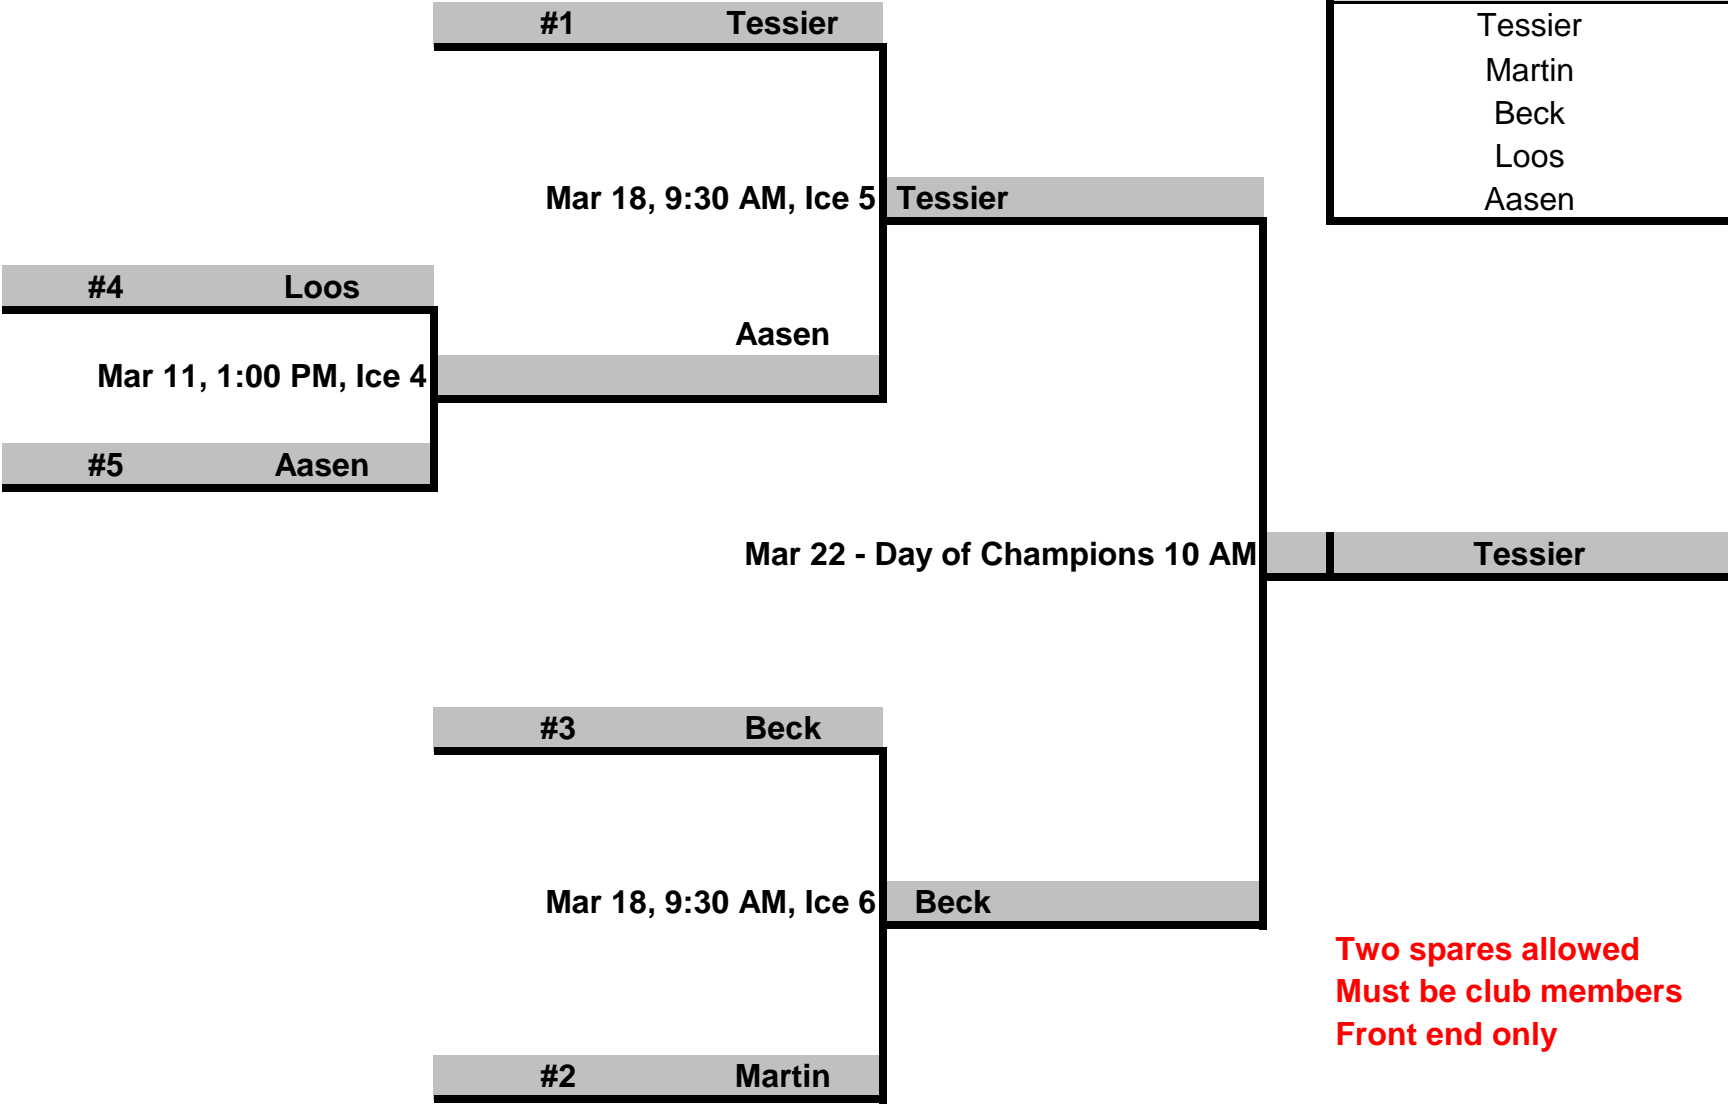 #1 Tessier
Tessier
Martin
Beck
Loos
Mar 18, 9:30 AM, Ice 5 Tessier
Aasen
#4 Loos
Aasen
Mar 11, 1:00 PM, Ice 4
#5 Aasen
Mar 22 - Day of Champions 10 AM
Tessier
#3 Beck
Mar 18, 9:30 AM, Ice 6 Beck
Two spares allowed
Must be club members
Front end only
#2 Martin